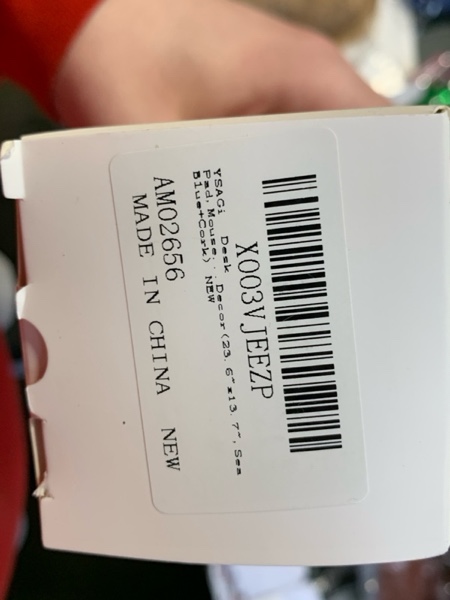 X003VJEEZP
YSAGi Desk
Pad,Mouse...Decor(23.6"x13.7",Sea
Blue+Cork) NEW
AM02656
MADE IN CHINA NEW